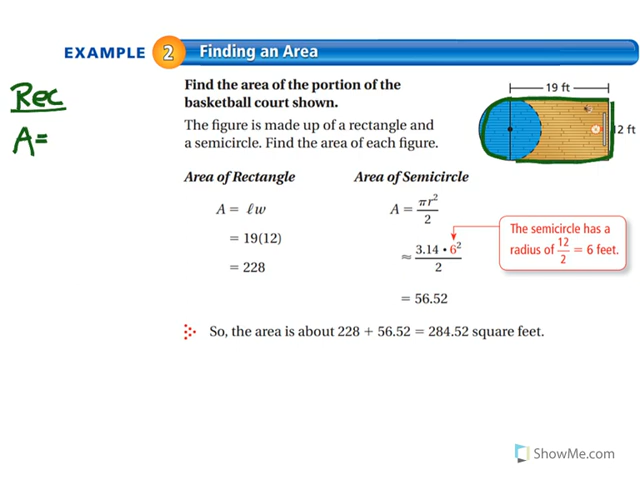 EXAMPLE 2 Finding an Area
Rec
A=
Find the area of the portion of the
basketball court shown.
The figure is made up of a rectangle and
a semicircle. Find the area of each figure.
19 ft
12 ft
Area of Rectangle
A = ℓw
= 19(12)
= 228
Area of Semicircle
A = πr²/2
≈ 3.14 • 6²/2
= 56.52
The semicircle has a
radius of 12/2 = 6 feet.
So, the area is about 228 + 56.52 = 284.52 square feet.
ShowMe.com